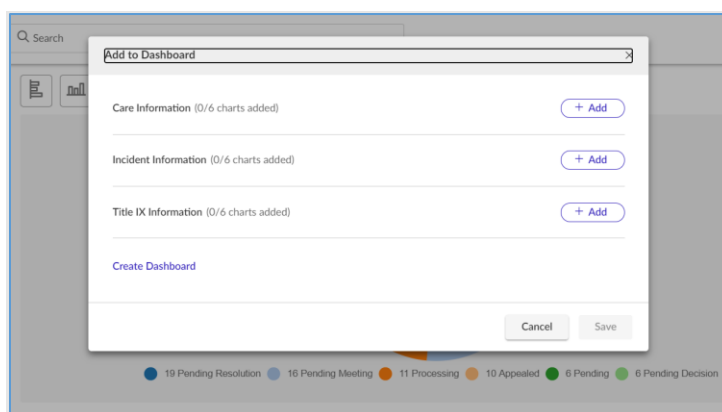 Search
Add to Dashboard
Care Information (0/6 charts added)
+ Add
Incident Information (0/6 charts added)
+ Add
Title IX Information (0/6 charts added)
+ Add
Create Dashboard
Cancel
Save
19 Pending Resolution 16 Pending Meeting 11 Processing 10 Appealed 6 Pending 6 Pending Decision